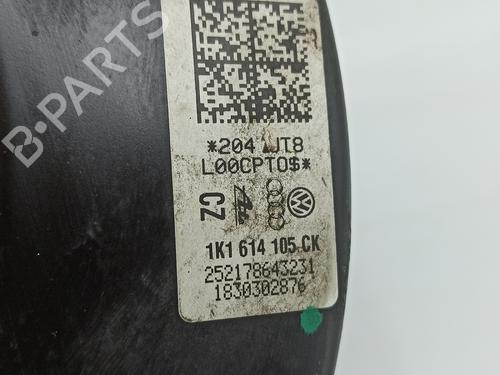 B-PARTS
*204 JT8
L00CPTO$*
CZ
1K1 614 105 CK
252178643231
1830302876